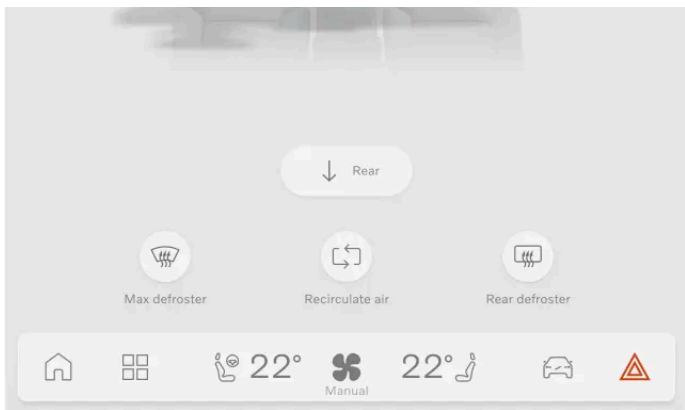 Rear
Max defroster
Recirculate air
Rear defroster
22°
22°
Manual